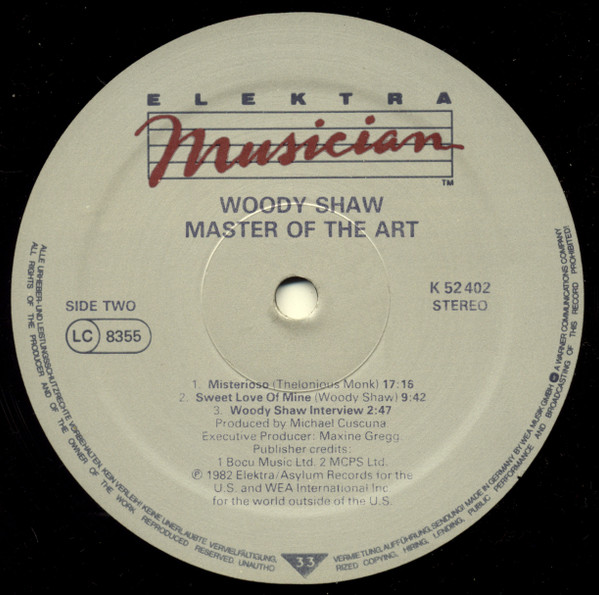 ELEKTRA
Musician
TM
WOODY SHAW
MASTER OF THE ART
SIDE TWO
LC 8355
K 52 402
STEREO
1. Misterioso (Thelonious Monk) 17:16
2. Sweet Love Of Mine (Woody Shaw) 9:42
3. Woody Shaw Interview 2:47
Produced by Michael Cuscuna
Executive Producer: Maxine Gregg.
Publisher credits:
1 Bocu Music Ltd. 2 MCPS Ltd.
℗ 1982 Elektra/Asylum Records for the
U.S. and WEA International Inc
for the world outside of the U.S.
33
ALLE URHEBER- UND LEISTUNGSSCHUTZRECHTE VORBEHALTEN. KEIN VERLEIH! KEINE UNERLAUBTE VERVIELFÄLTIGUNG, VERMIETUNG, AUFFÜHRUNG, SENDUNG! MADE IN GERMANY BY WEA MUSIK GMBH A WARNER COMMUNICATIONS COMPANY
ALL RIGHTS OF THE PRODUCER AND OF THE OWNER OF THE WORK REPRODUCED RESERVED. UNAUTHORIZED COPYING, HIRING, LENDING, PUBLIC PERFORMANCE AND BROADCASTING OF THIS RECORD PROHIBITED!